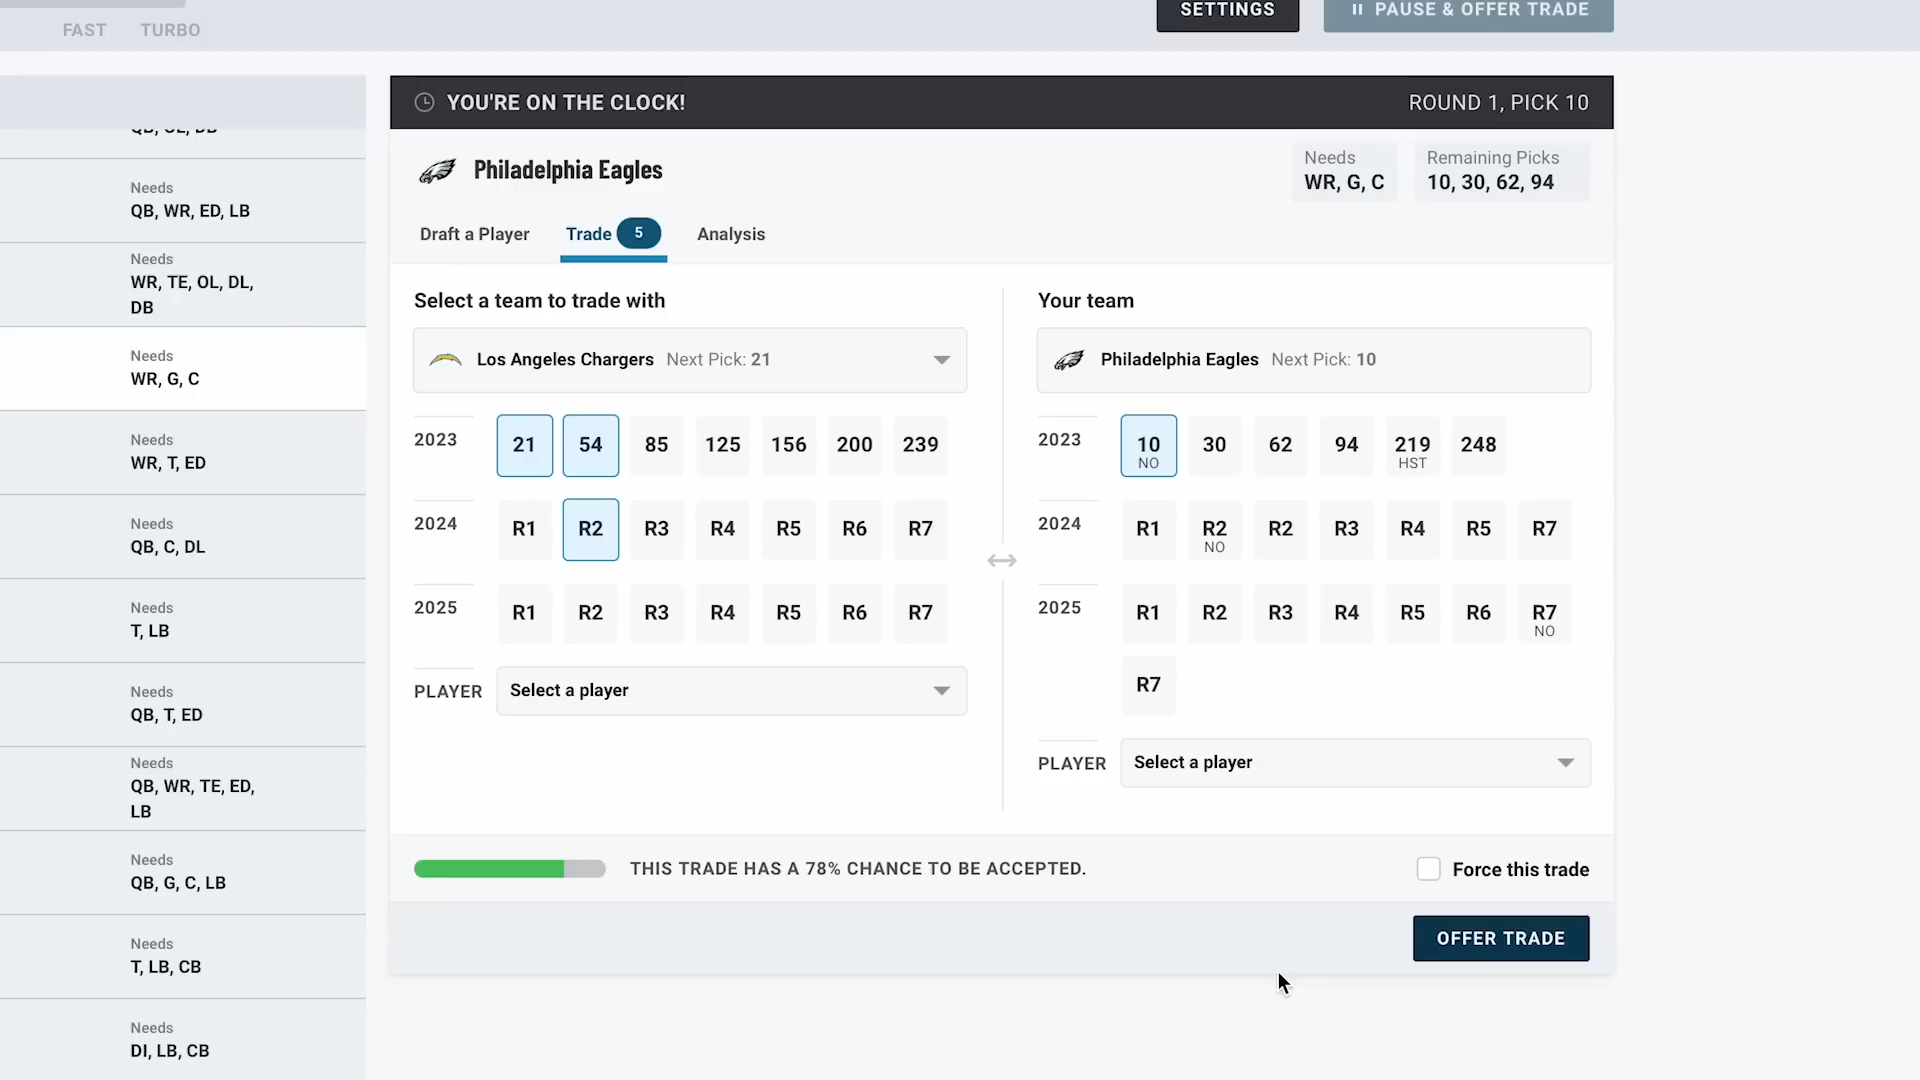 SETTINGS
PAUSE & OFFER TRADE
FAST
TURBO
Needs
QB, WR, ED, LB
Needs
WR, TE, OL, DL,
DB
Needs
WR, G, C
Needs
WR, T, ED
Needs
QB, C, DL
Needs
T, LB
Needs
QB, T, ED
Needs
QB, WR, TE, ED,
LB
Needs
QB, G, C, LB
Needs
T, LB, CB
Needs
DI, LB, CB
YOU'RE ON THE CLOCK!
ROUND 1, PICK 10
Philadelphia Eagles
Needs
WR, G, C
Remaining Picks
10, 30, 62, 94
Draft a Player
Trade 5
Analysis
Select a team to trade with
Los Angeles Chargers Next Pick: 21
2023 21 54 85 125 156 200 239
2024 R1 R2 R3 R4 R5 R6 R7
2025 R1 R2 R3 R4 R5 R6 R7
PLAYER Select a player
Your team
Philadelphia Eagles Next Pick: 10
2023 10 30 62 94 219 248
NO HST
2024 R1 R2 R2 R3 R4 R5 R7
NO
2025 R1 R2 R3 R4 R5 R6 R7
NO
R7
PLAYER Select a player
THIS TRADE HAS A 78% CHANCE TO BE ACCEPTED.
Force this trade
OFFER TRADE